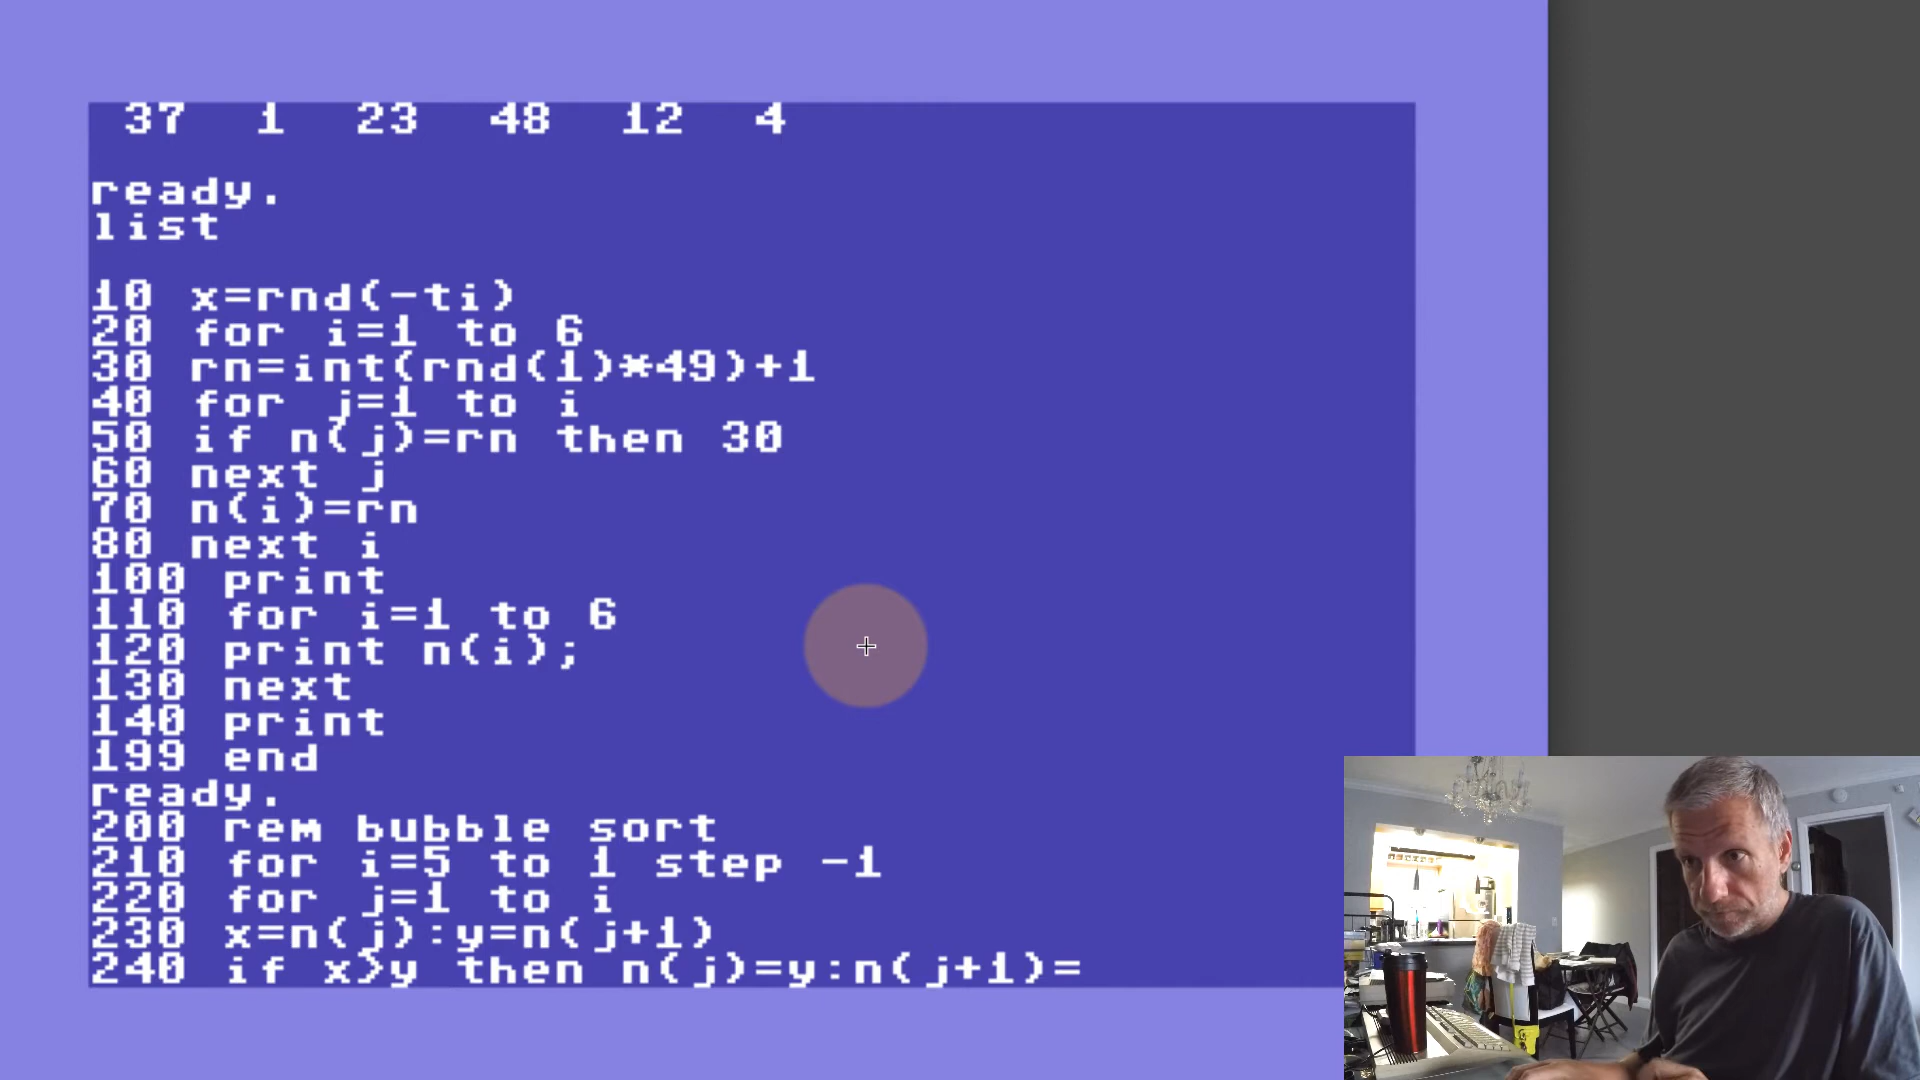 37 1 23 48 12 4
ready.
list
10 x=rnd(-ti)
20 for i=1 to 6
30 rn=int(rnd(1)*49)+1
40 for j=1 to i
50 if n(j)=rn then 30
60 next j
70 n(i)=rn
80 next i
100 print
110 for i=1 to 6
120 print n(i);
130 next
140 print
199 end
ready.
200 rem bubble sort
210 for i=5 to 1 step -1
220 for j=1 to i
230 x=n(j):y=n(j+1)
240 if x>y then n(j)=y:n(j+1)=